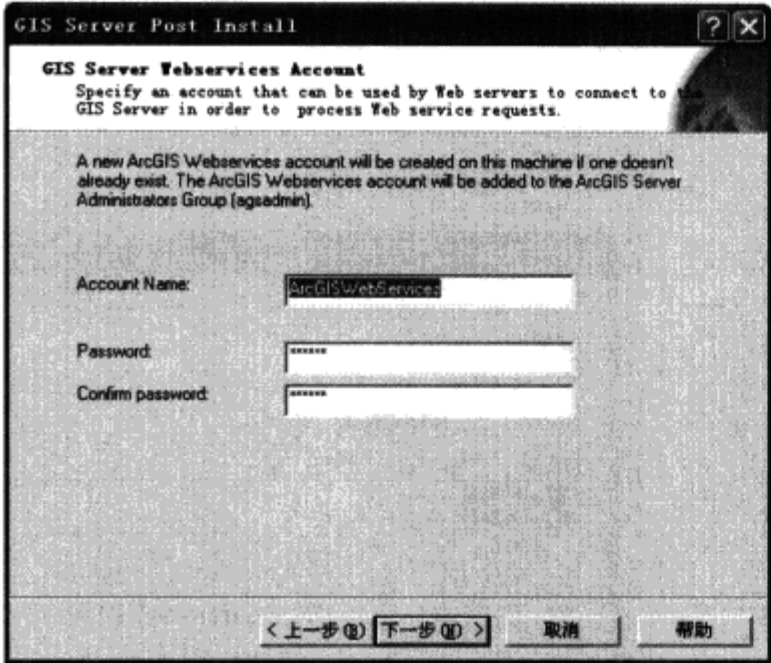 GIS Server Post Install
GIS Server Webservices Account
Specify an account that can be used by Web servers to connect to the
GIS Server in order to process Web service requests.
A new ArcGIS Webservices account will be created on this machine if one doesn't
already exist. The ArcGIS Webservices account will be added to the ArcGIS Server
Administrators Group (agsadmin).
Account Name:
ArcGISWebServices
Password:
******
Confirm password:
******
< 上一步(B) 下一步(N) > 取消 帮助